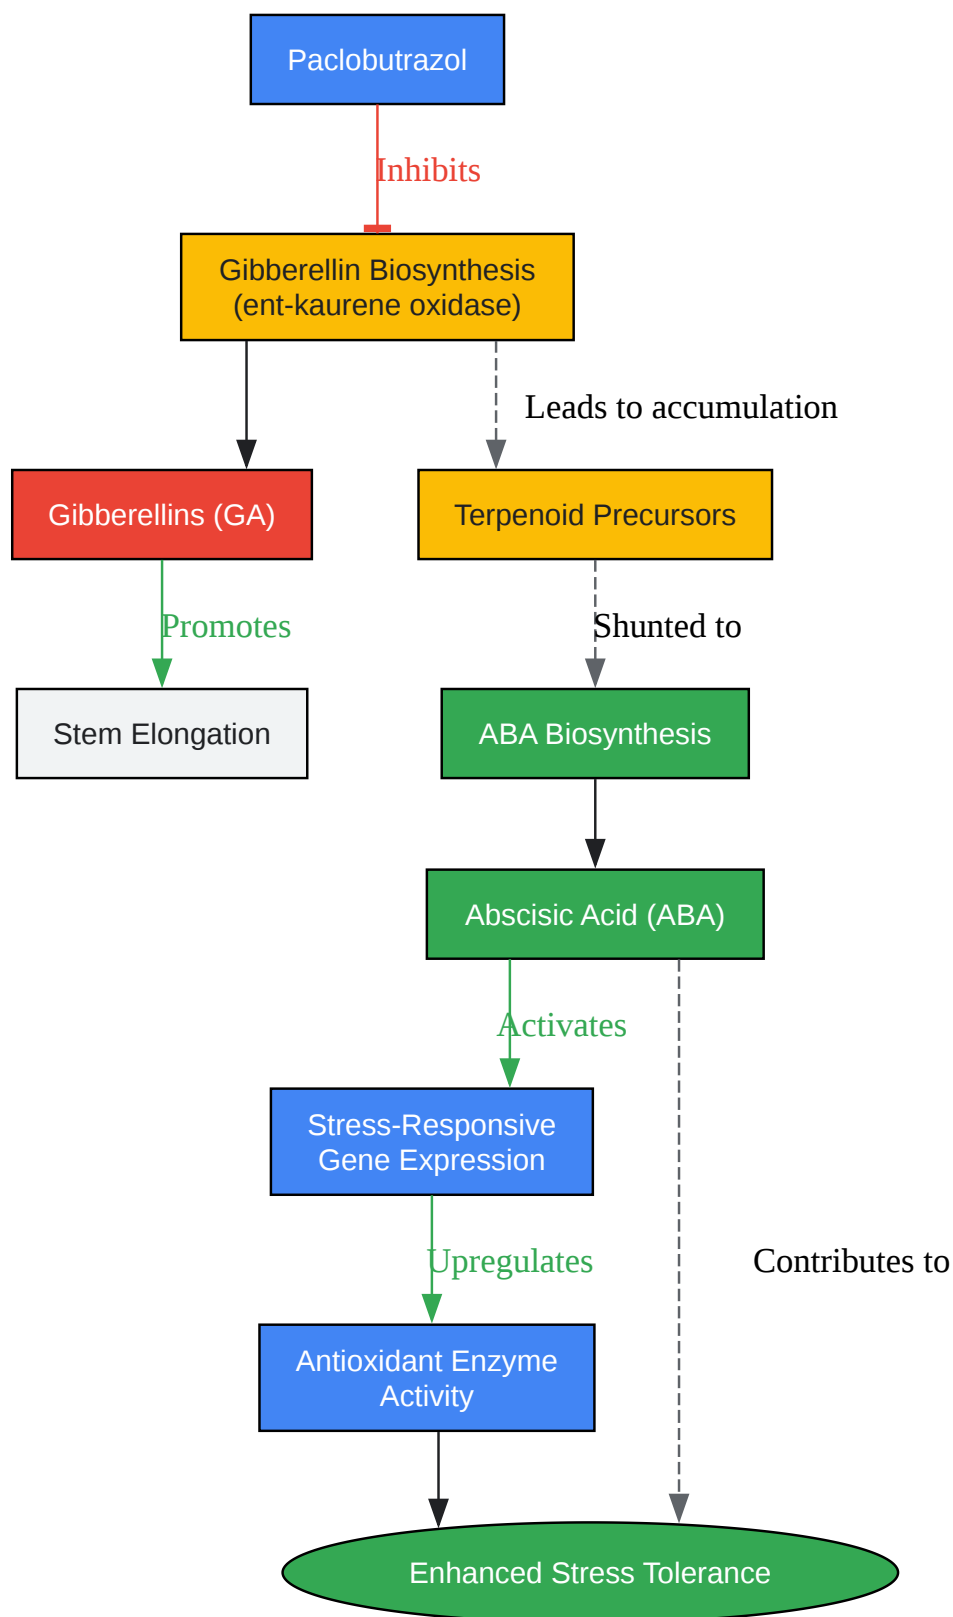 Paclobutrazol
Inhibits
Gibberellin Biosynthesis
(ent-kaurene oxidase)
Leads to accumulation
Gibberellins (GA)
Terpenoid Precursors
Promotes
Shunted to
Stem Elongation
ABA Biosynthesis
Abscisic Acid (ABA)
Activates
Stress-Responsive
Gene Expression
Upregulates
Contributes to
Antioxidant Enzyme
Activity
Enhanced Stress Tolerance